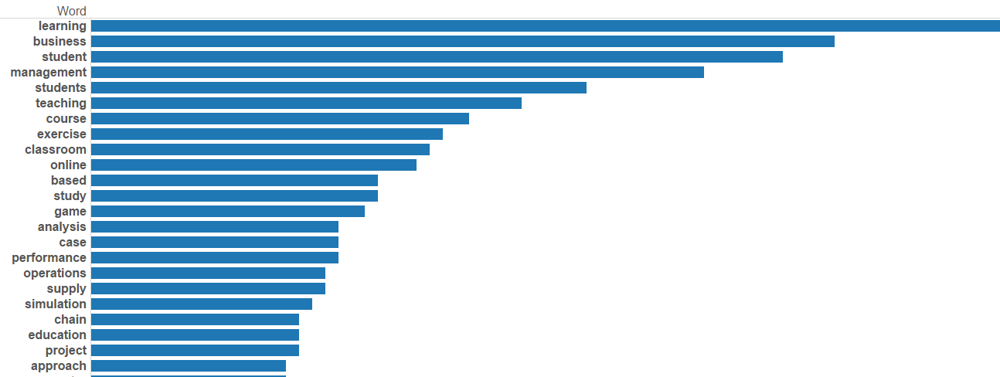 Word
learning
business
student
management
students
teaching
course
exercise
classroom
online
based
study
game
analysis
case
performance
operations
supply
simulation
chain
education
project
approach